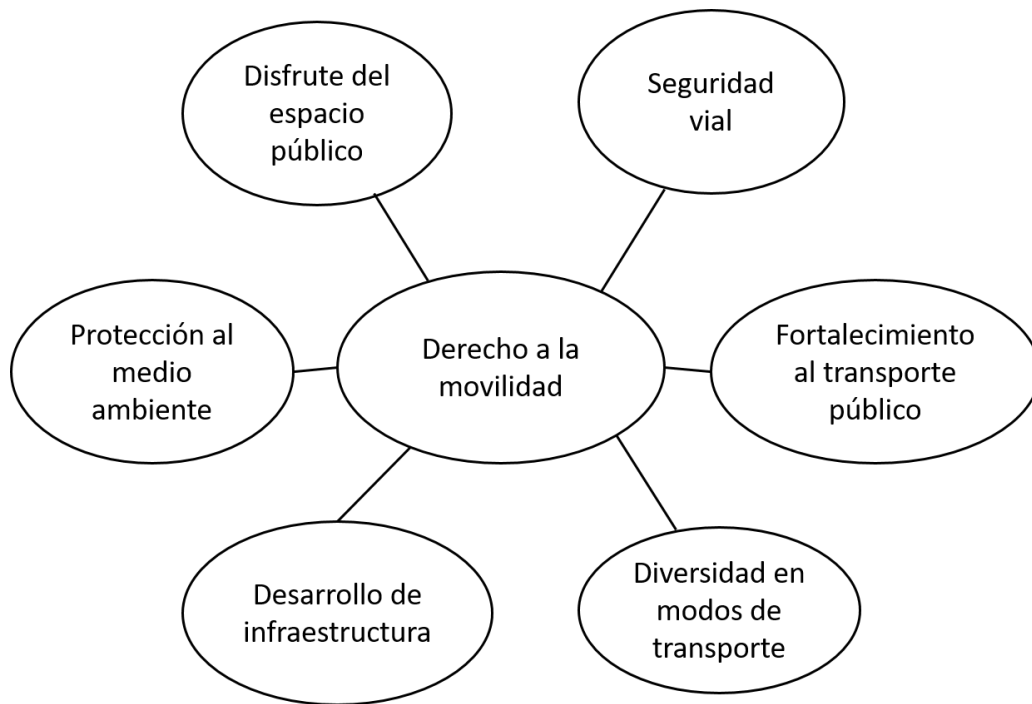 Disfrute del
espacio
público
Seguridad
vial
Protección al
medio
ambiente
Derecho a la
movilidad
Fortalecimiento
al transporte
público
Desarrollo de
infraestructura
Diversidad en
modos de
transporte